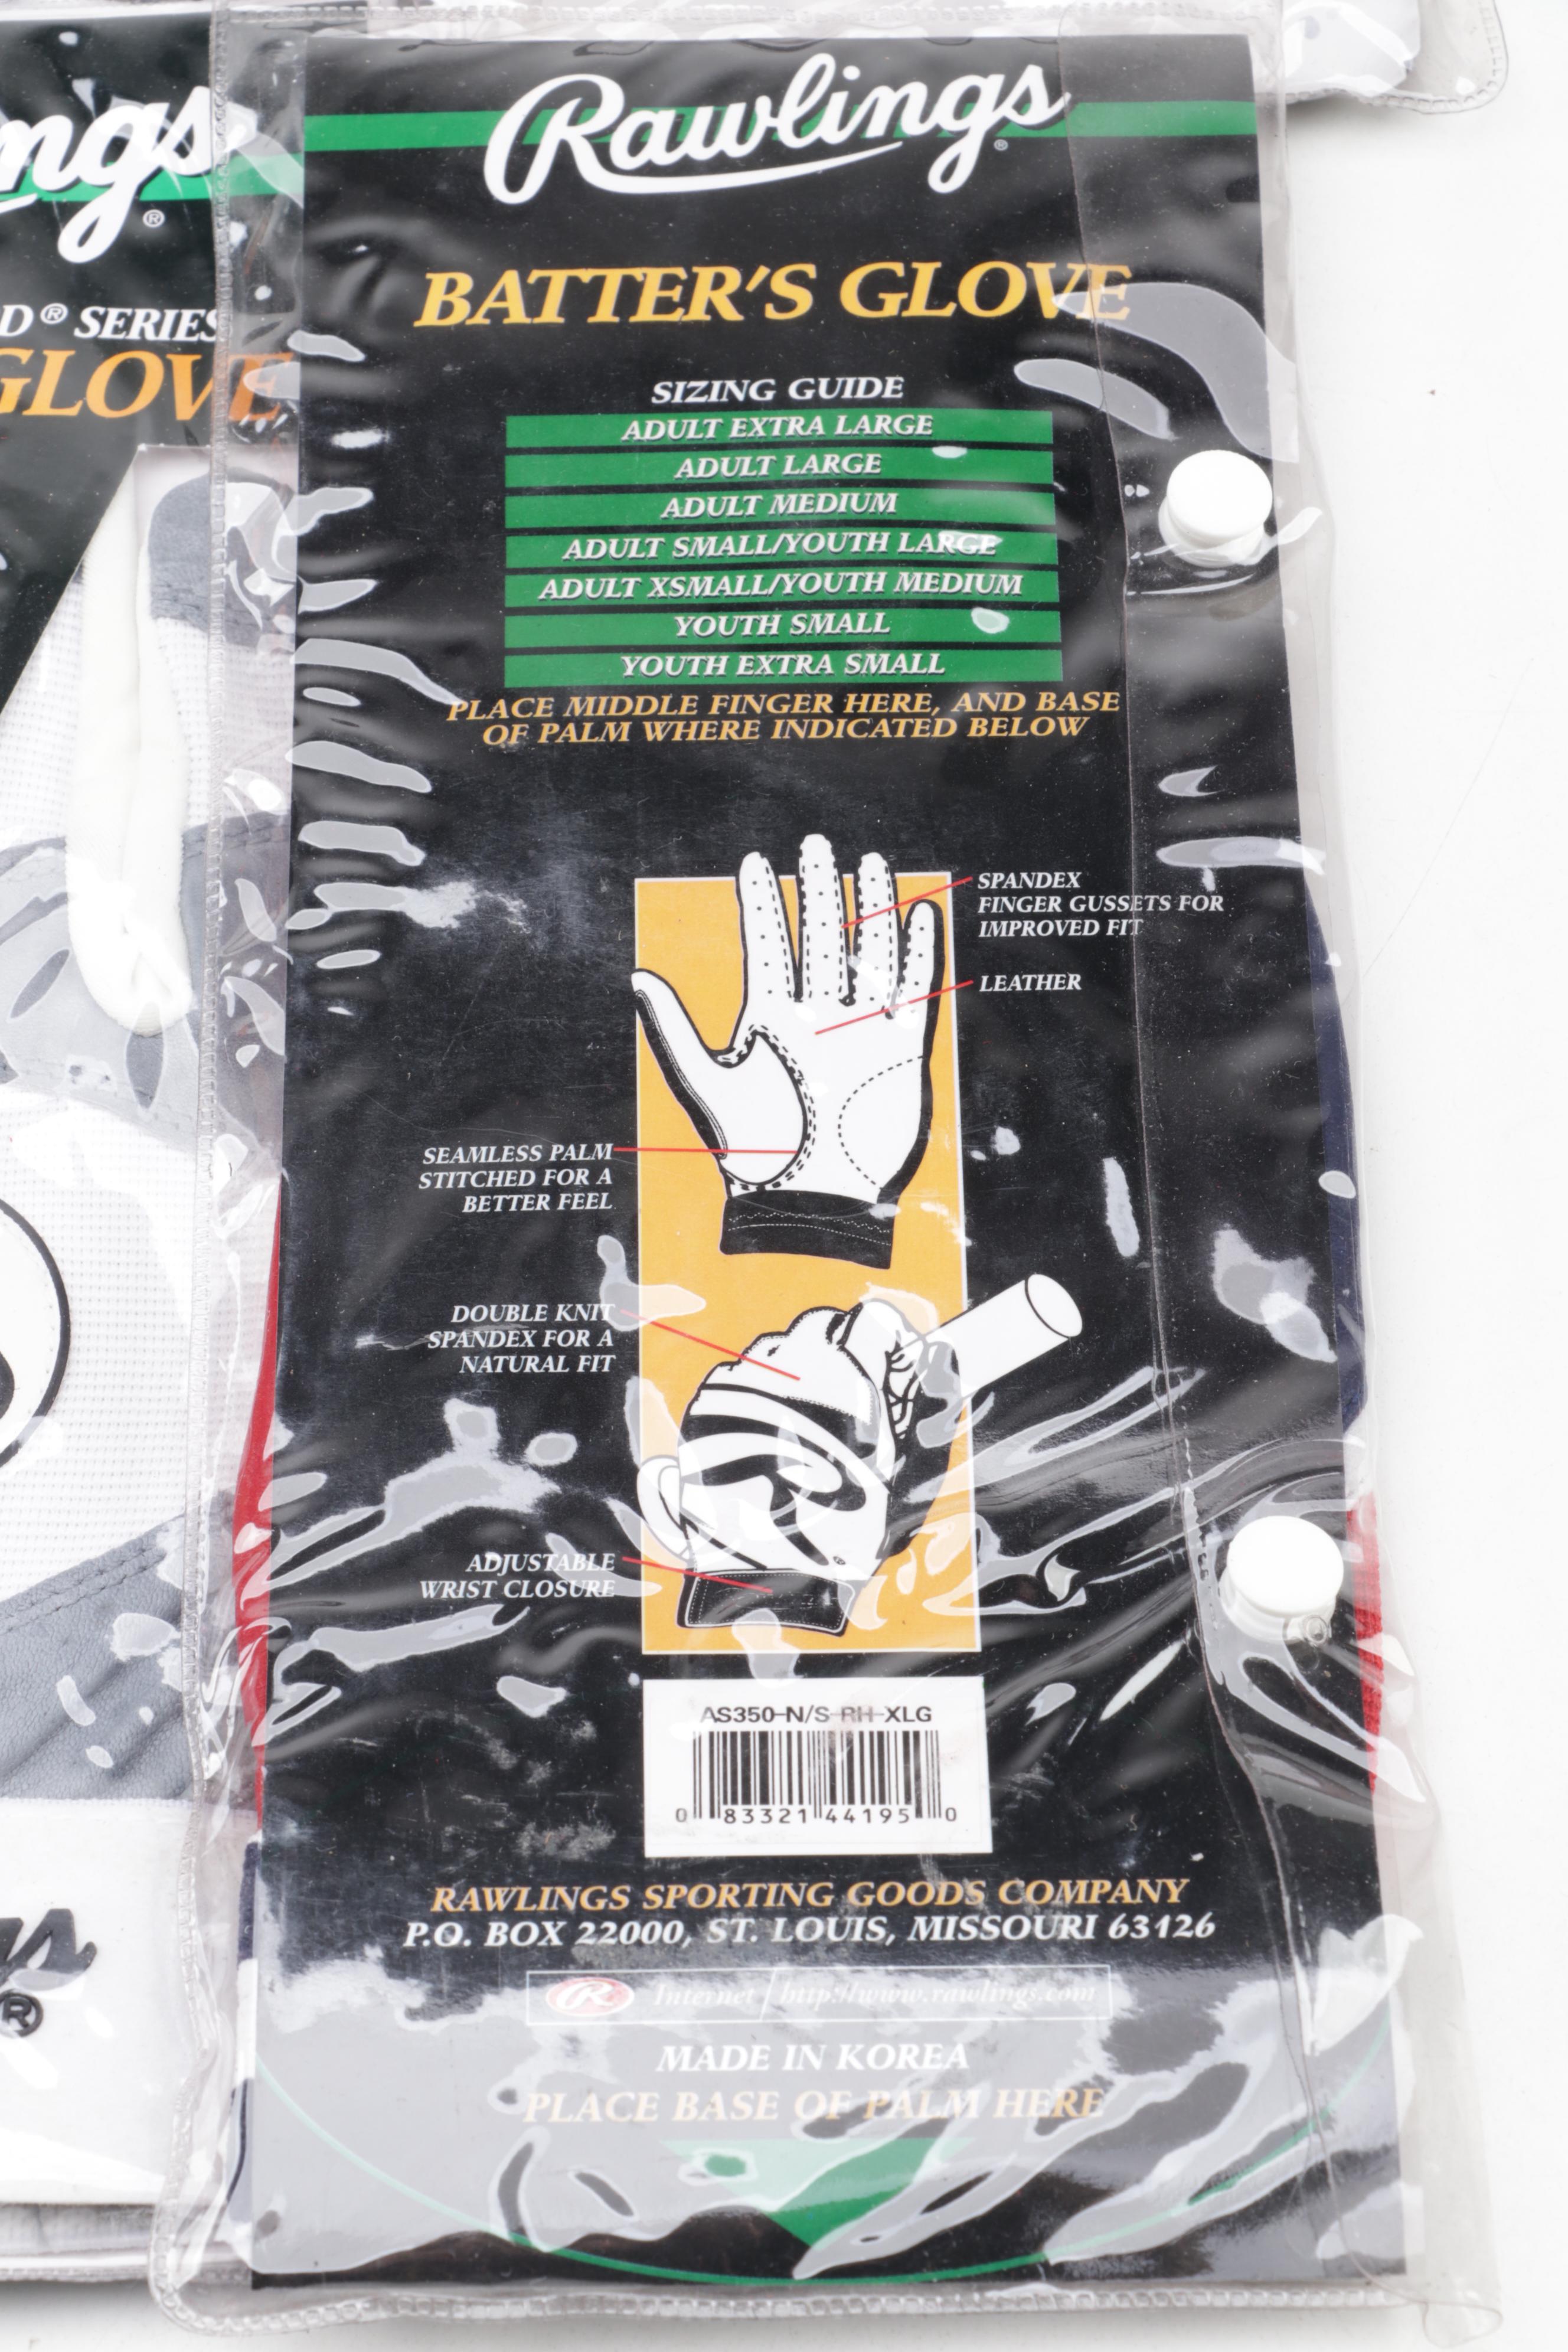 Rawlings®
BATTER'S GLOVE
SIZING GUIDE
ADULT EXTRA LARGE
ADULT LARGE
ADULT MEDIUM
ADULT SMALL/YOUTH LARGE
ADULT XSMALL/YOUTH MEDIUM
YOUTH SMALL
YOUTH EXTRA SMALL
PLACE MIDDLE FINGER HERE, AND BASE
OF PALM WHERE INDICATED BELOW
SPANDEX
FINGER GUSSETS FOR
IMPROVED FIT
LEATHER
SEAMLESS PALM
STITCHED FOR A
BETTER FEEL
DOUBLE KNIT
SPANDEX FOR A
NATURAL FIT
ADJUSTABLE
WRIST CLOSURE
AS350-N/S-RH-XLG
0 83321 44195 0
RAWLINGS SPORTING GOODS COMPANY
P.O. BOX 22000, ST. LOUIS, MISSOURI 63126
R Internet http://www.rawlings.com
MADE IN KOREA
PLACE BASE OF PALM HERE
ngs®
D® SERIES
GLOVE
gs
®